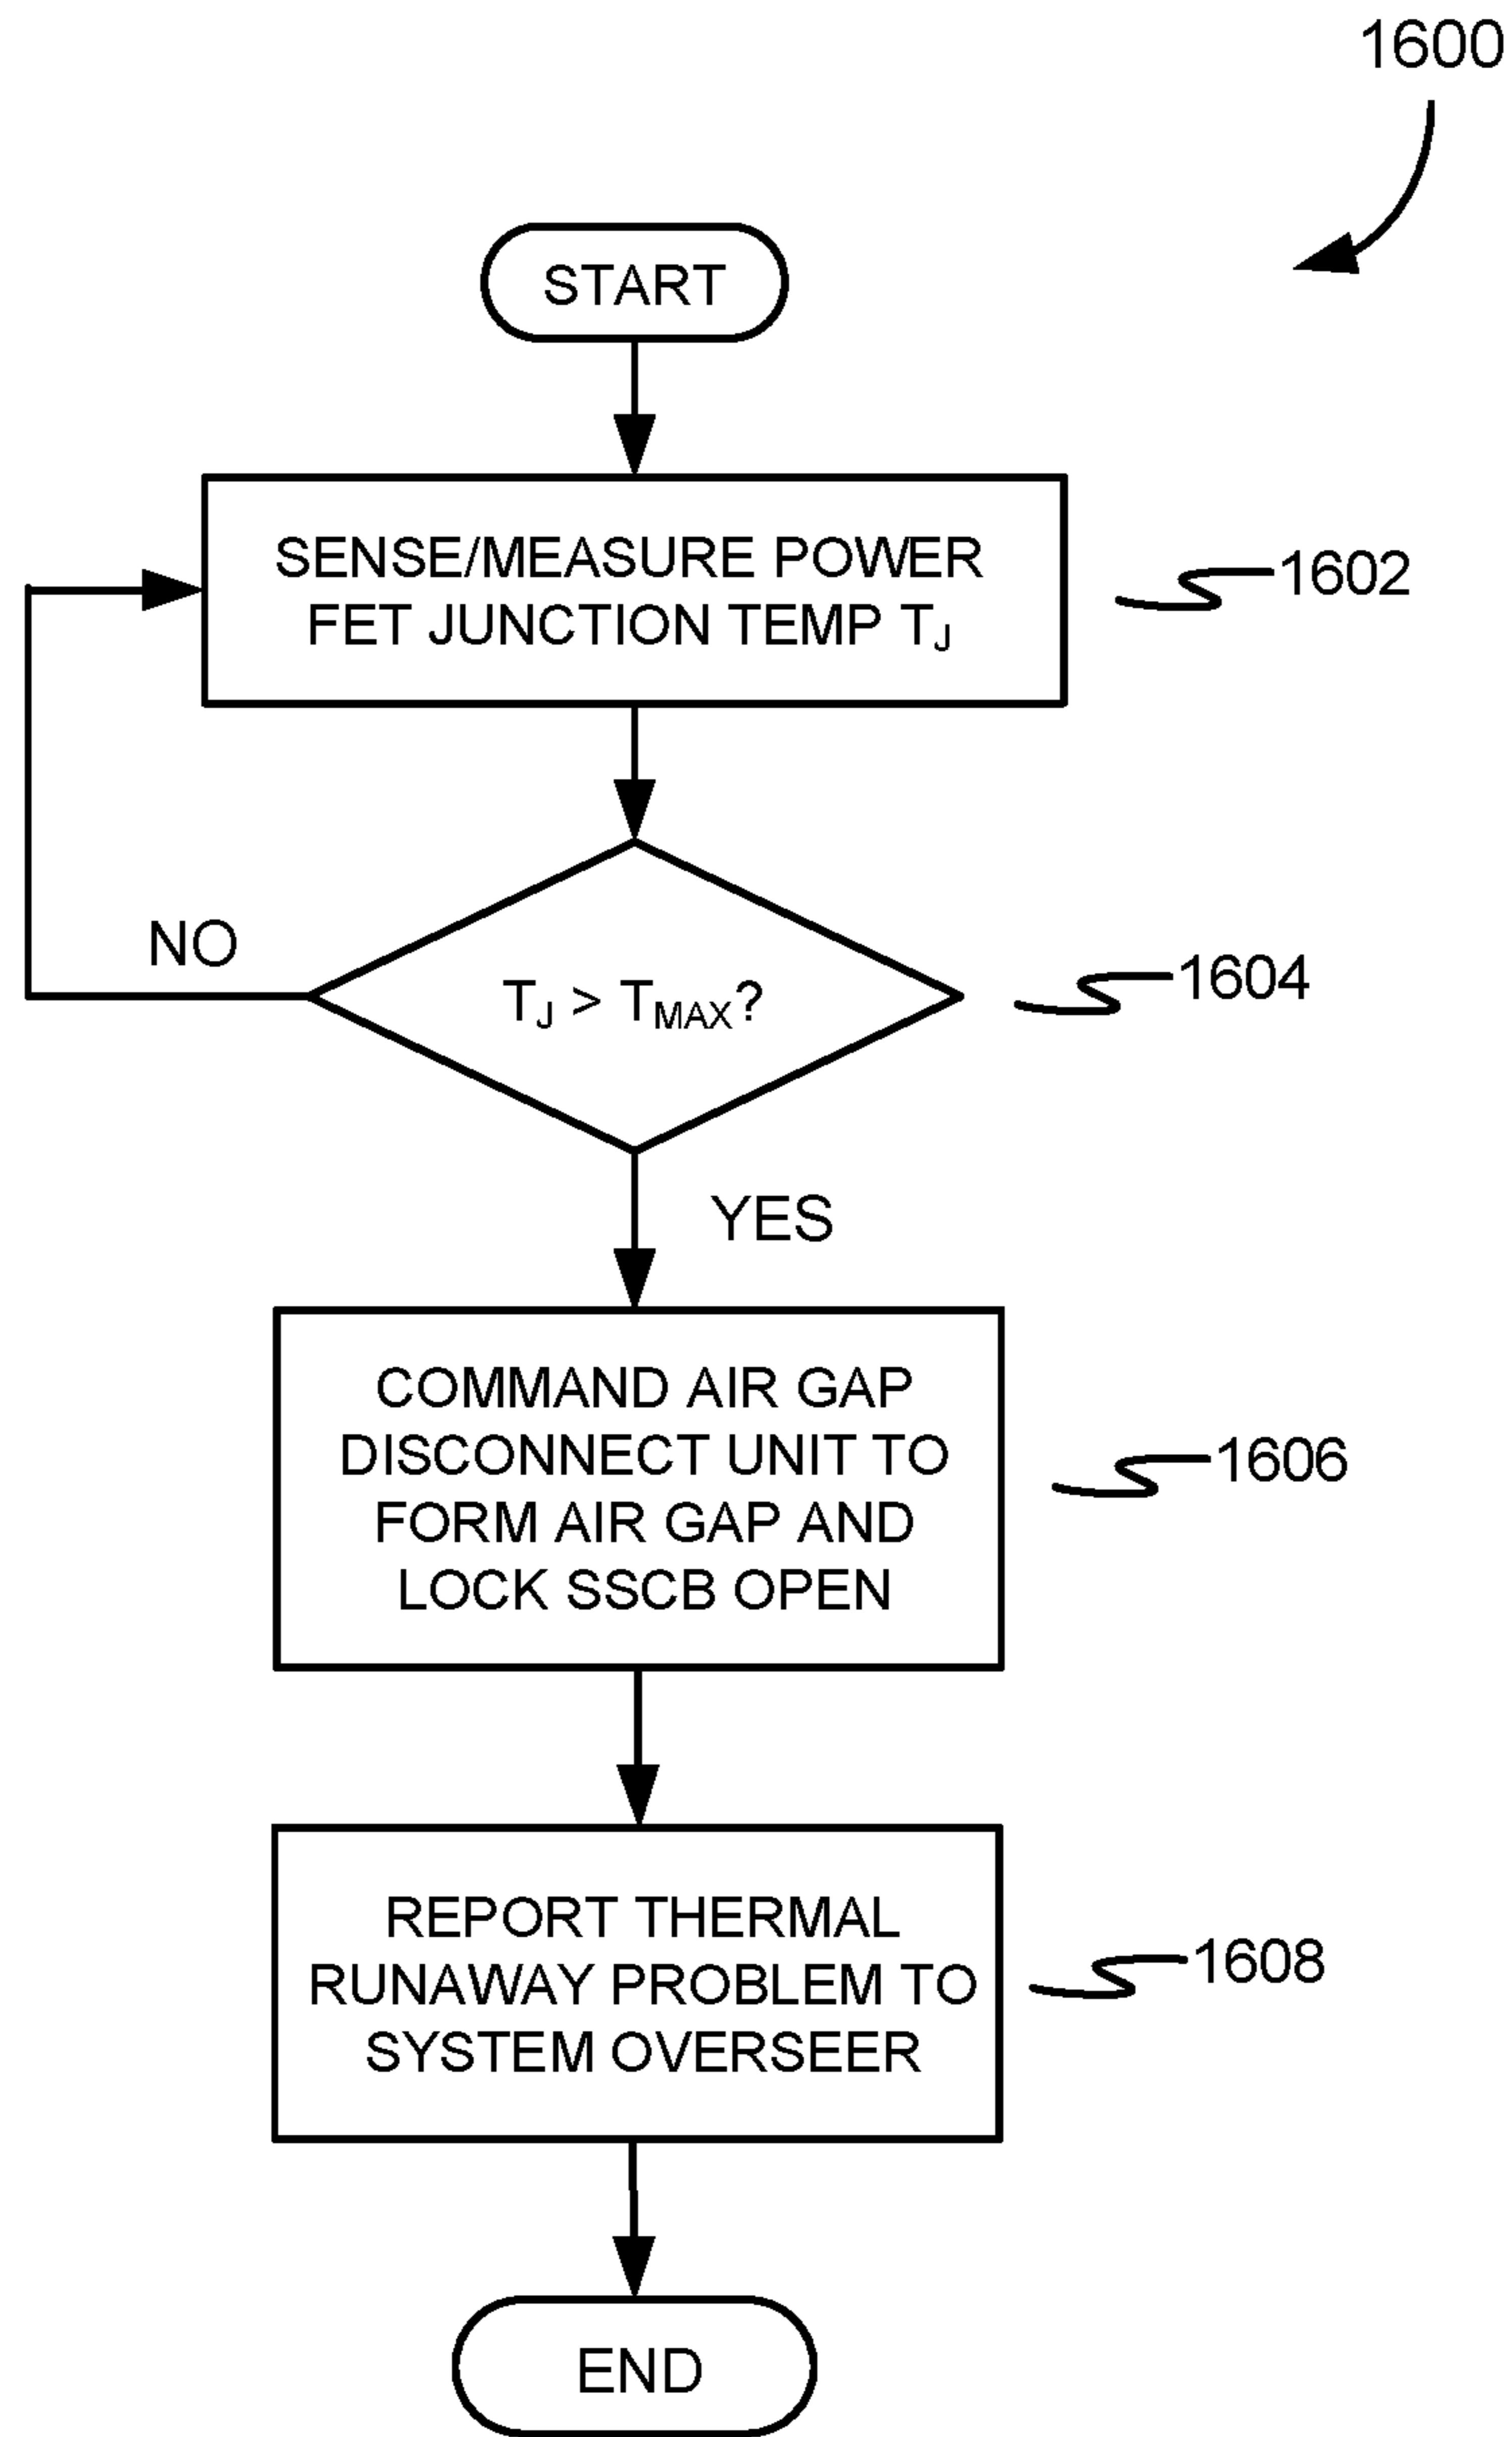 1600
START
SENSE/MEASURE POWER
FET JUNCTION TEMP TJ
1602
NO
TJ > TMAX?
1604
YES
COMMAND AIR GAP
DISCONNECT UNIT TO
FORM AIR GAP AND
LOCK SSCB OPEN
1606
REPORT THERMAL
RUNAWAY PROBLEM TO
SYSTEM OVERSEER
1608
END